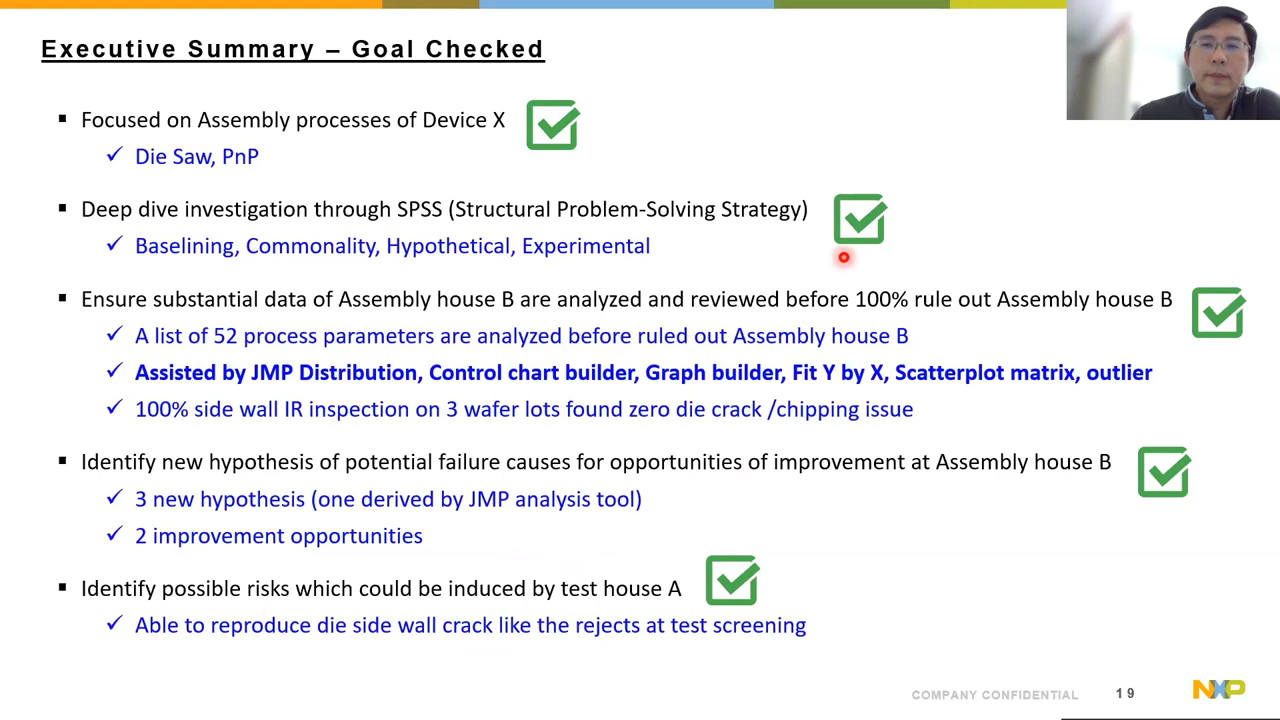 Executive Summary – Goal Checked
▪ Focused on Assembly processes of Device X
✓ Die Saw, PnP
▪ Deep dive investigation through SPSS (Structural Problem-Solving Strategy)
✓ Baselining, Commonality, Hypothetical, Experimental
▪ Ensure substantial data of Assembly house B are analyzed and reviewed before 100% rule out Assembly house B
✓ A list of 52 process parameters are analyzed before ruled out Assembly house B
✓ Assisted by JMP Distribution, Control chart builder, Graph builder, Fit Y by X, Scatterplot matrix, outlier
✓ 100% side wall IR inspection on 3 wafer lots found zero die crack /chipping issue
▪ Identify new hypothesis of potential failure causes for opportunities of improvement at Assembly house B
✓ 3 new hypothesis (one derived by JMP analysis tool)
✓ 2 improvement opportunities
▪ Identify possible risks which could be induced by test house A
✓ Able to reproduce die side wall crack like the rejects at test screening
COMPANY CONFIDENTIAL 19 NXP